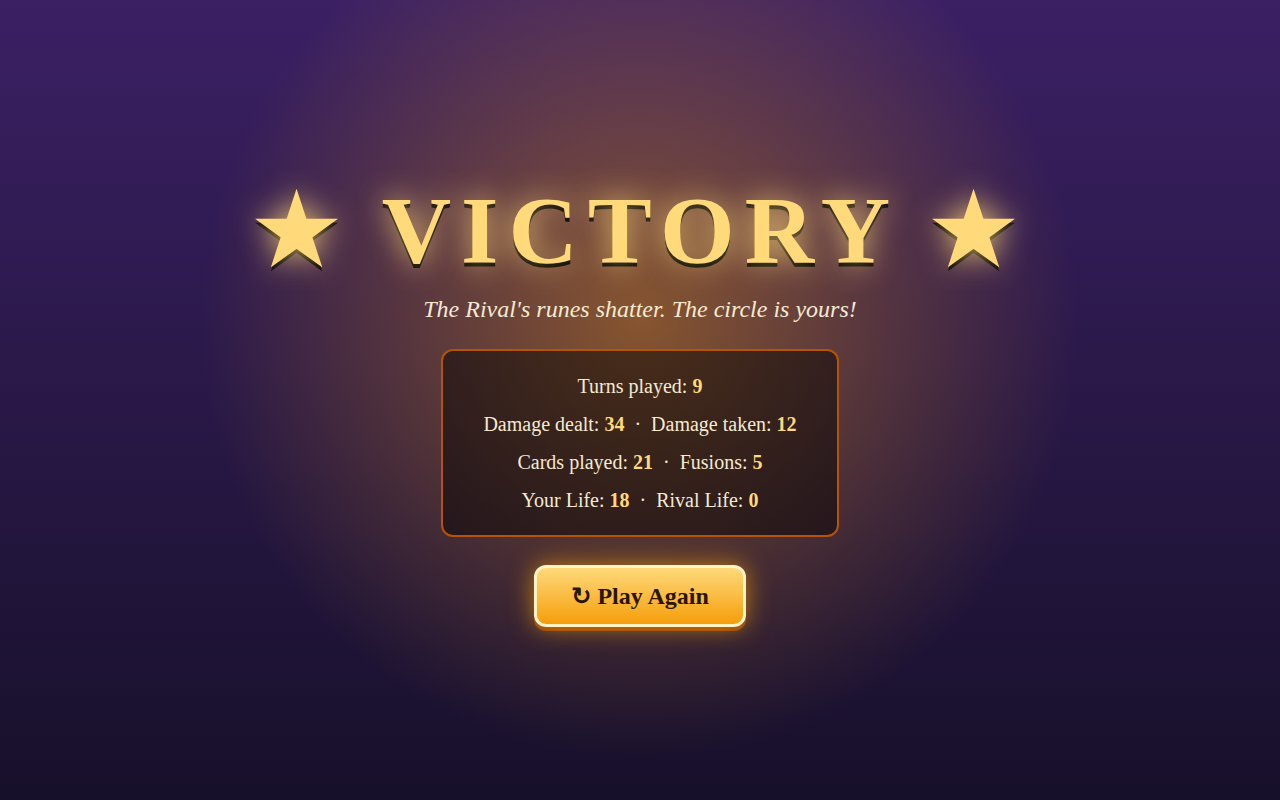 ★ VICTORY ★
The Rival's runes shatter. The circle is yours!
Turns played: 9
Damage dealt: 34 · Damage taken: 12
Cards played: 21 · Fusions: 5
Your Life: 18 · Rival Life: 0
↻ Play Again